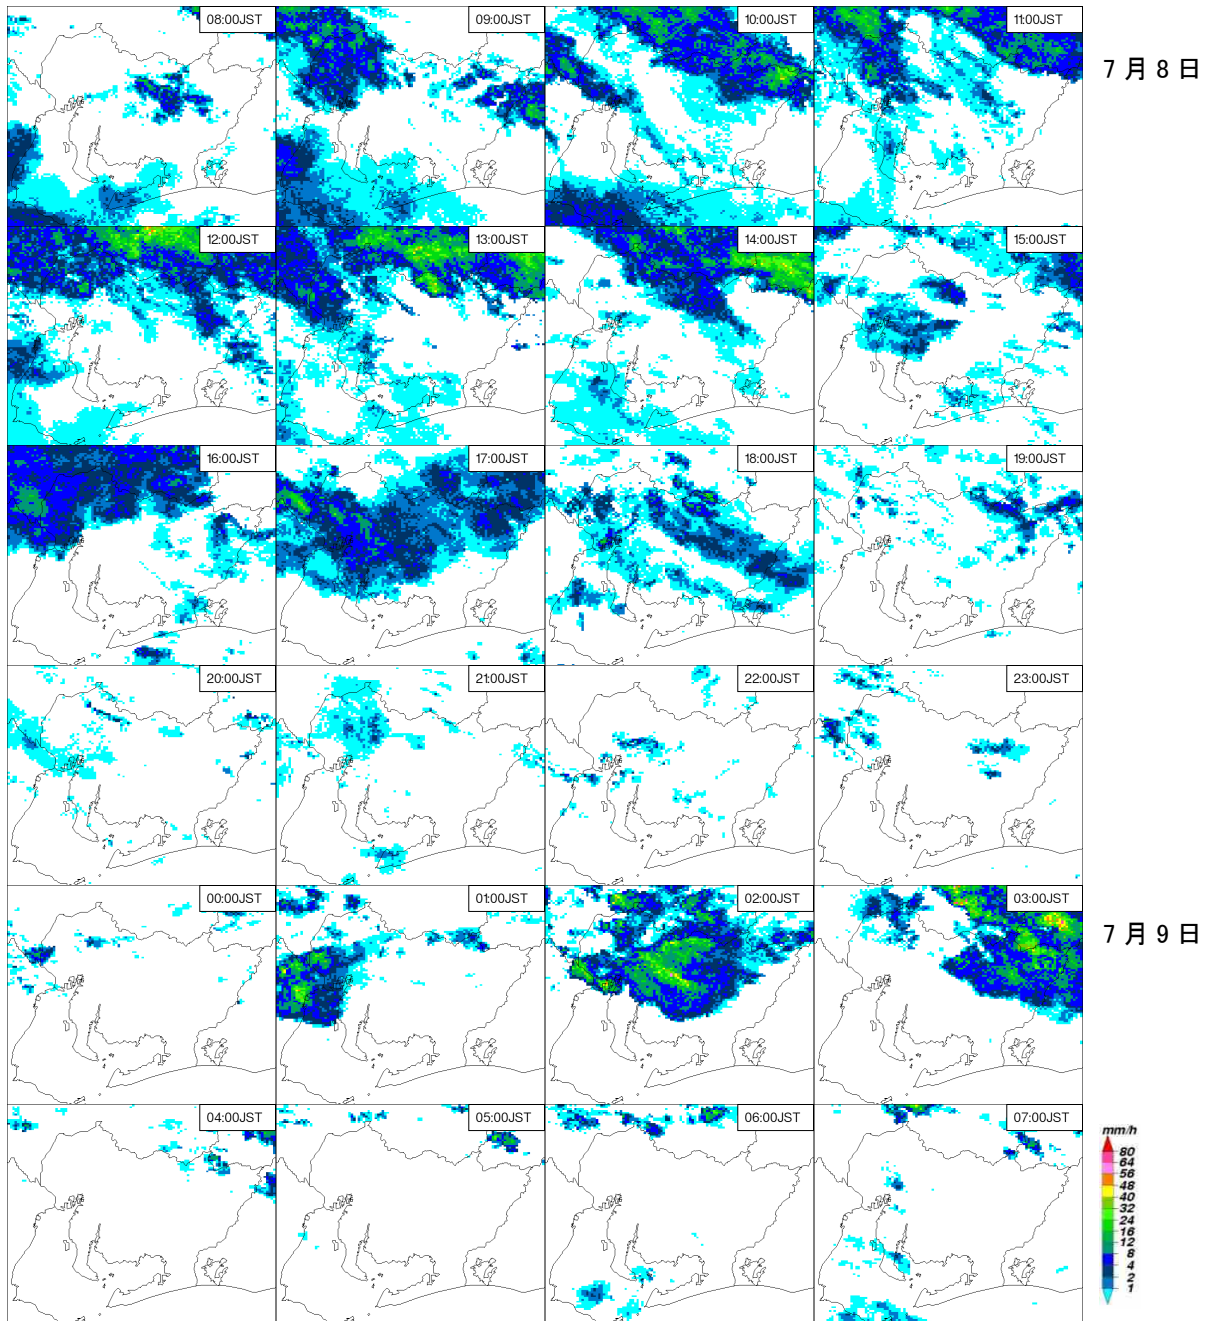 08:00JST 09:00JST 10:00JST 11:00JST
7月8日
12:00JST 13:00JST 14:00JST 15:00JST
16:00JST 17:00JST 18:00JST 19:00JST
20:00JST 21:00JST 22:00JST 23:00JST
00:00JST 01:00JST 02:00JST 03:00JST
7月9日
04:00JST 05:00JST 06:00JST 07:00JST
mm/h
80
64
56
48
40
32
24
16
12
8
4
2
1